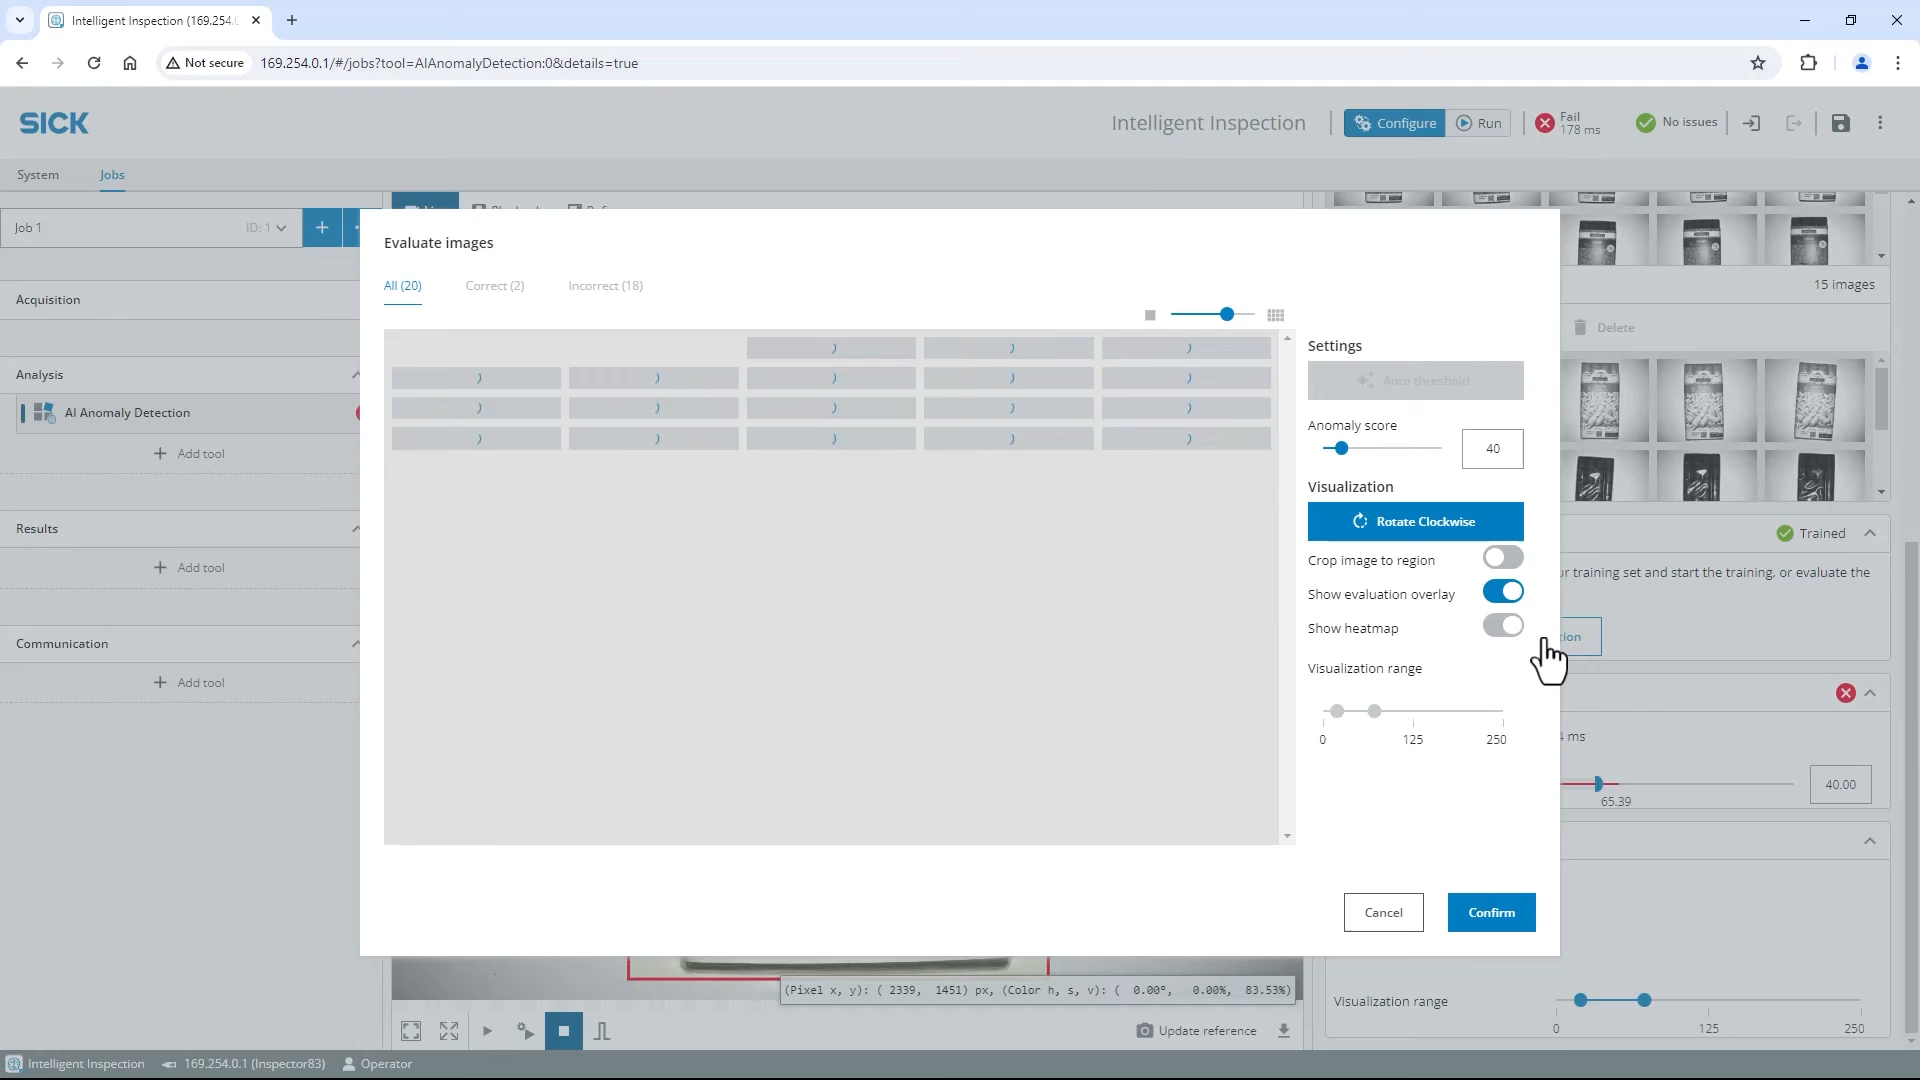 Intelligent Inspection (169.254.
Not secure
169.254.0.1/#/jobs?tool=AIAnomalyDetection:0&details=true
SICK
Intelligent Inspection
Configure
Run
Fail
178 ms
No issues
System
Jobs
Job 1
ID: 1
Acquisition
Analysis
AI Anomaly Detection
Add tool
Results
Add tool
Communication
Add tool
Evaluate images
All (20)
Correct (2)
Incorrect (18)
Settings
Auto threshold
Anomaly score
40
Visualization
Rotate Clockwise
Crop image to region
Show evaluation overlay
Show heatmap
Visualization range
0
125
250
Cancel
Confirm
15 images
Delete
Trained
r training set and start the training, or evaluate the
tion
ms
40.00
65.39
Visualization range
0
125
250
(Pixel x, y): ( 2339, 1451) px, (Color h, s, v): ( 0.00°, 0.00%, 83.53%)
Update reference
Intelligent Inspection
169.254.0.1 (Inspector83)
Operator